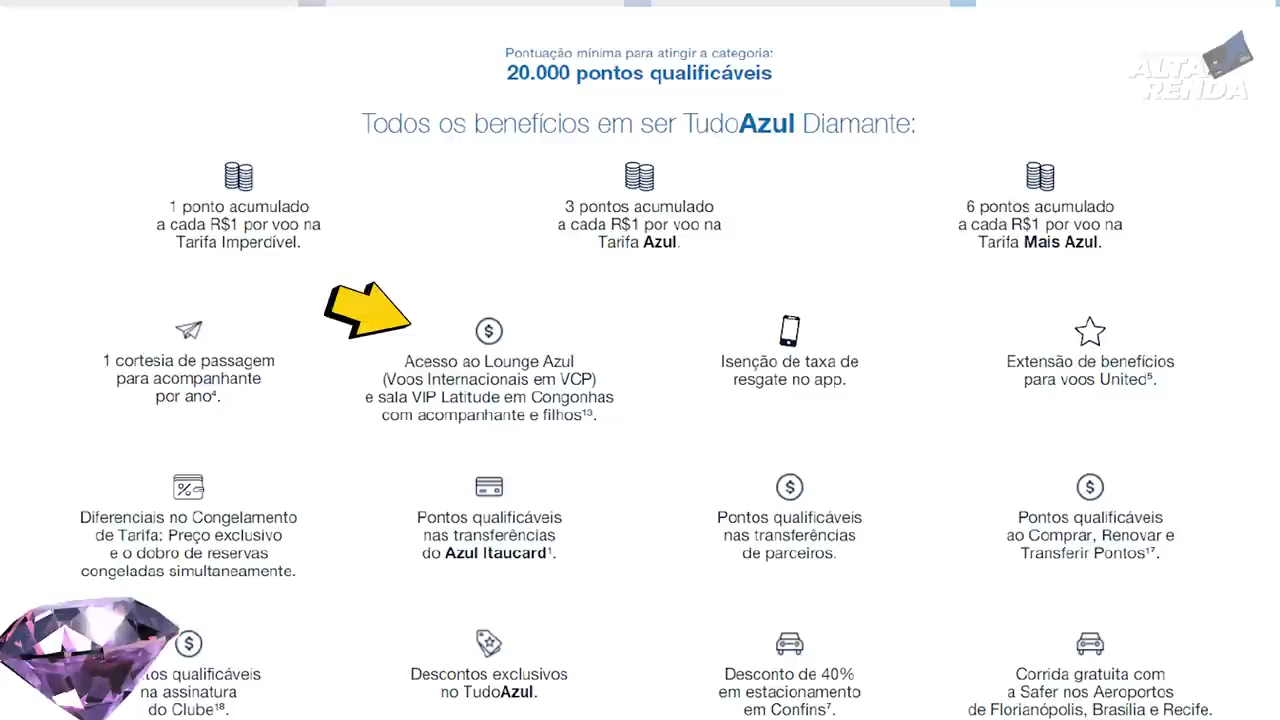 Pontuação mínima para atingir a categoria:
20.000 pontos qualificáveis
ALTA
RENDA
Todos os benefícios em ser TudoAzul Diamante:
1 ponto acumulado
a cada R$1 por voo na
Tarifa Imperdível.
3 pontos acumulado
a cada R$1 por voo na
Tarifa Azul.
6 pontos acumulado
a cada R$1 por voo na
Tarifa Mais Azul.
1 cortesia de passagem
para acompanhante
por ano⁴.
Acesso ao Lounge Azul
(Voos Internacionais em VCP)
e sala VIP Latitude em Congonhas
com acompanhante e filhos¹³.
Isenção de taxa de
resgate no app.
Extensão de benefícios
para voos United⁵.
Diferenciais no Congelamento
de Tarifa: Preço exclusivo
e o dobro de reservas
congeladas simultaneamente.
Pontos qualificáveis
nas transferências
do Azul Itaucard¹.
Pontos qualificáveis
nas transferências
de parceiros.
Pontos qualificáveis
ao Comprar, Renovar e
Transferir Pontos¹⁷.
tos qualificáveis
na assinatura
do Clube¹⁸.
Descontos exclusivos
no TudoAzul.
Desconto de 40%
em estacionamento
em Confins⁷.
Corrida gratuita com
a Safer nos Aeroportos
de Florianópolis, Brasília e Recife.